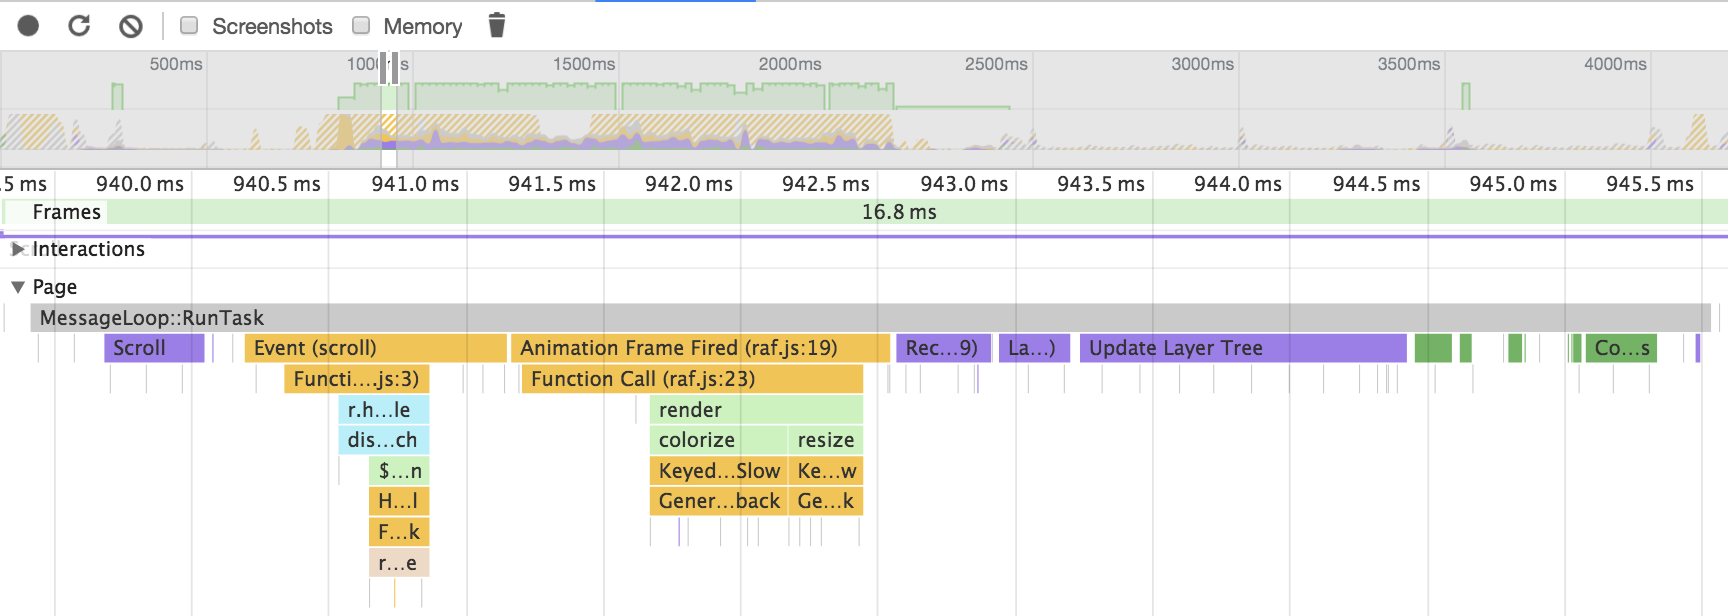 Screenshots Memory
500ms 1500ms 2000ms 2500ms 3000ms 3500ms 4000ms
.5 ms 940.0 ms 940.5 ms 941.0 ms 941.5 ms 942.0 ms 942.5 ms 943.0 ms 943.5 ms 944.0 ms 944.5 ms 945.0 ms 945.5 ms
Frames 16.8 ms
Interactions
Page
MessageLoop::RunTask
Scroll Event (scroll) Animation Frame Fired (raf.js:19) Rec…9) La…) Update Layer Tree Co…s
Functi….js:3) Function Call (raf.js:23)
r.h…le render
dis…ch colorize resize
$…n Keyed…Slow Ke…w
H…l Gener…back Ge…k
F…k
r…e